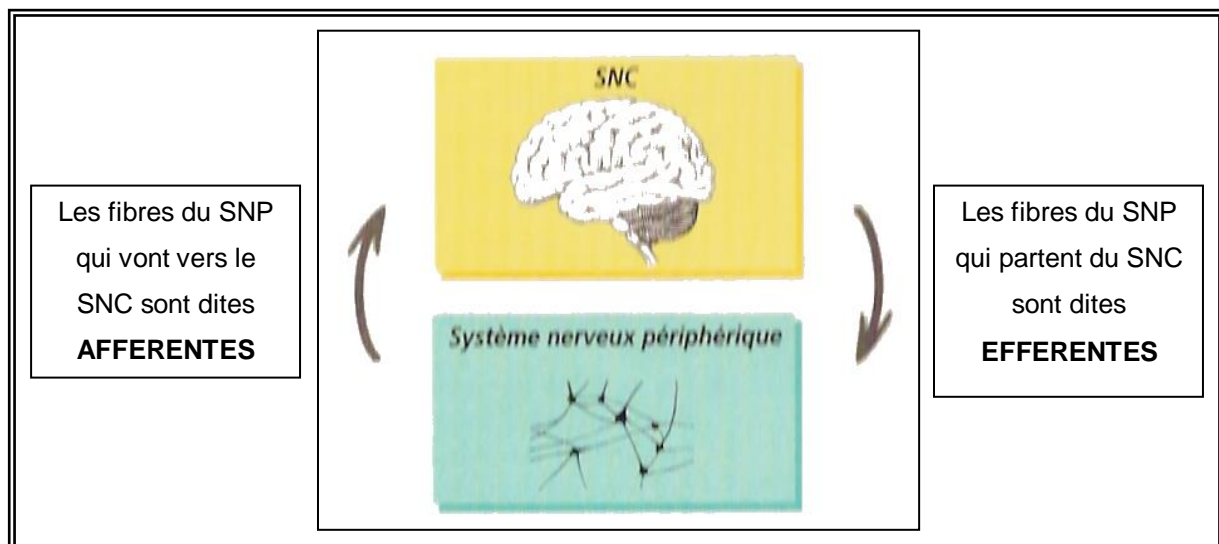 SNC
Les fibres du SNP
qui vont vers le
SNC sont dites
AFFERENTES
Système nerveux périphérique
Les fibres du SNP
qui partent du SNC
sont dites
EFFERENTES